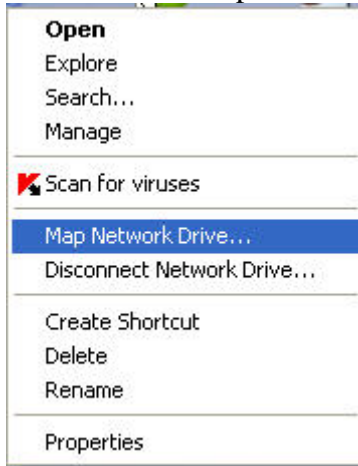 Open
Explore
Search...
Manage
Scan for viruses
Map Network Drive...
Disconnect Network Drive...
Create Shortcut
Delete
Rename
Properties